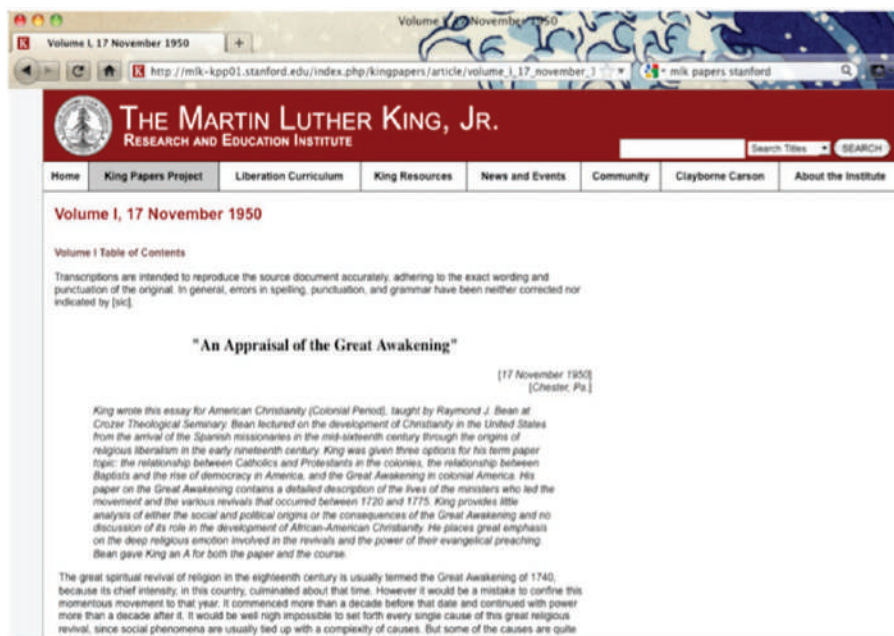 Volume I, 17 November 1950
Volume I, 17 November 1950
http://mlk-kpp01.stanford.edu/index.php/kingpapers/article/volume_i_17_november_1
mlk papers stanford
THE MARTIN LUTHER KING, JR.
RESEARCH AND EDUCATION INSTITUTE
Search Titles SEARCH
Home King Papers Project Liberation Curriculum King Resources News and Events Community Clayborne Carson About the Institute
Volume I, 17 November 1950
Volume I Table of Contents
Transcriptions are intended to reproduce the source document accurately, adhering to the exact wording and
punctuation of the original. In general, errors in spelling, punctuation, and grammar have been neither corrected nor
indicated by [sic].
"An Appraisal of the Great Awakening"
[17 November 1950]
[Chester, Pa.]
King wrote this essay for American Christianity (Colonial Period), taught by Raymond J. Bean at
Crozer Theological Seminary. Bean lectured on the development of Christianity in the United States
from the arrival of the Spanish missionaries in the mid-sixteenth century through the origins of
religious liberalism in the early nineteenth century. King was given three options for his term paper
topic: the relationship between Catholics and Protestants in the colonies, the relationship between
Baptists and the rise of democracy in America, and the Great Awakening in colonial America. His
paper on the Great Awakening contains a detailed description of the lives of the ministers who led the
movement and the various revivals that occurred between 1720 and 1775. King provides little
analysis of either the social and political origins or the consequences of the Great Awakening and no
discussion of its role in the development of African-American Christianity. He places great emphasis
on the deep religious emotion involved in the revivals and the power of their evangelical preaching.
Bean gave King an A for both the paper and the course.
The great spiritual revival of religion in the eighteenth century is usually termed the Great Awakening of 1740,
because its chief intensity, in this country, culminated about that time. However it would be a mistake to confine this
momentous movement to that year. It commenced more than a decade before that date and continued with power
more than a decade after it. It would be well nigh impossible to set forth every single cause of this great religious
revival, since social phenomena are usually tied up with a complexity of causes. But some of the causes are quite